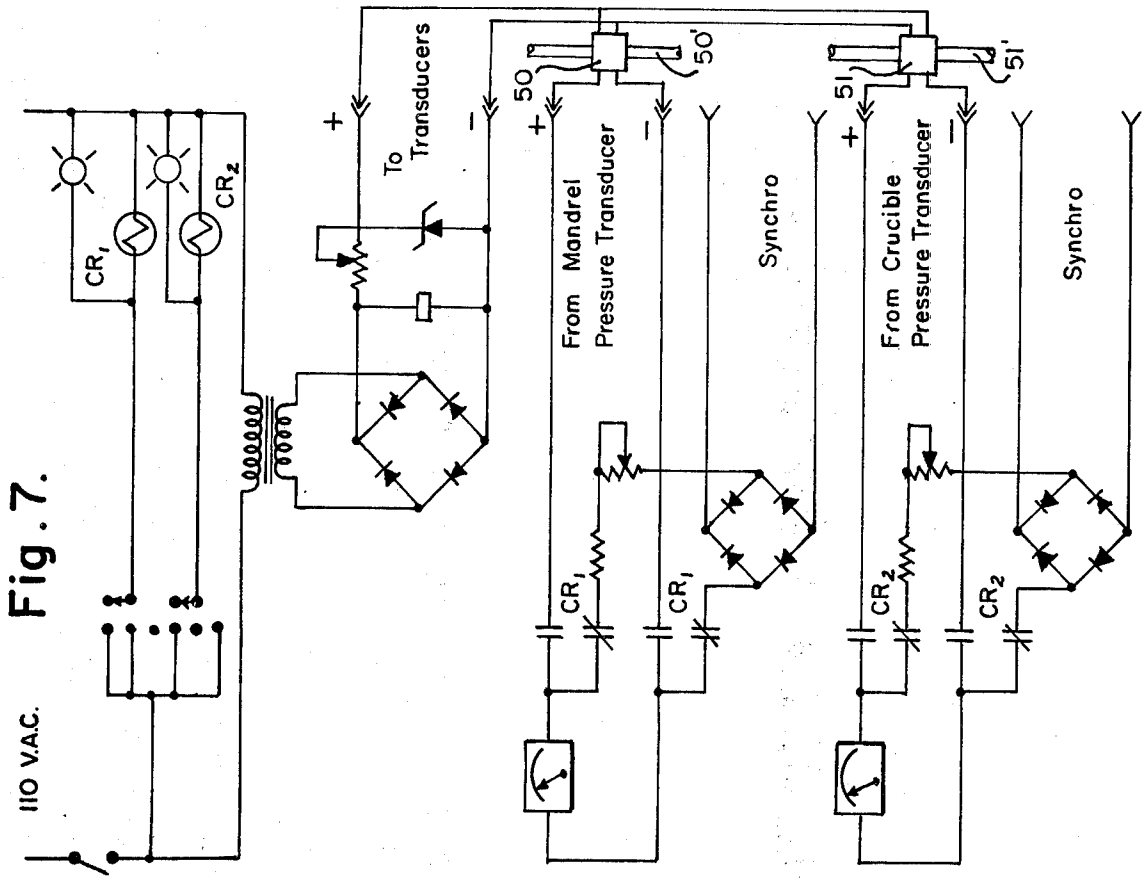 Fig. 7.
110 V.A.C.
CR1
CR2
+
To
Transducers
-
50
50'
+
From Mandrel
Pressure Transducer
-
CR1
CR1
Synchro
51
51'
+
From Crucible
Pressure Transducer
-
CR2
CR2
Synchro